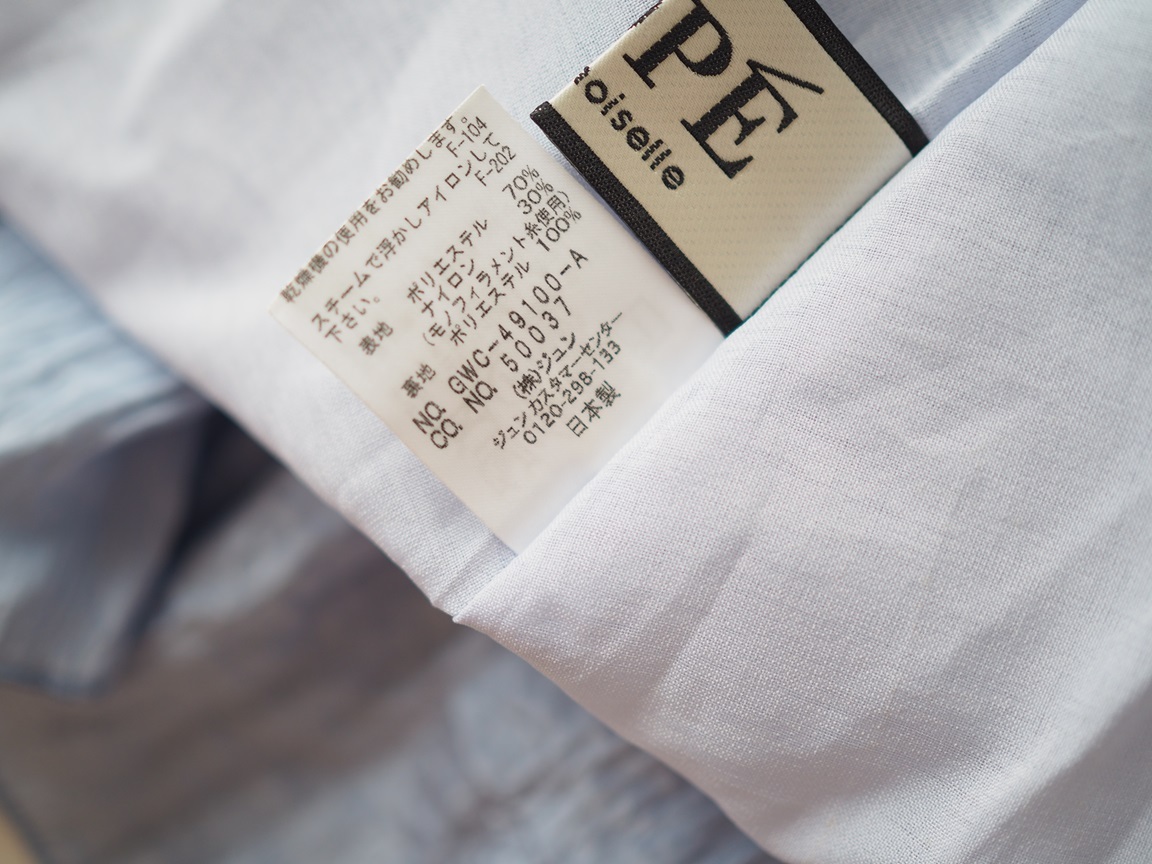 PÉ
oiselle
乾燥機の使用をお勧めします。
F-104
スチームで浮かしアイロンして
下さい。 F-202
表地 ポリエステル 70%
ナイロン 30%
(モノフィラメント糸使用)
裏地 ポリエステル 100%
NO. GWC-49100-A
CO. NO. 50037
(株)ジュン
ジュンカスタマーセンター
0120-298-133
日本製